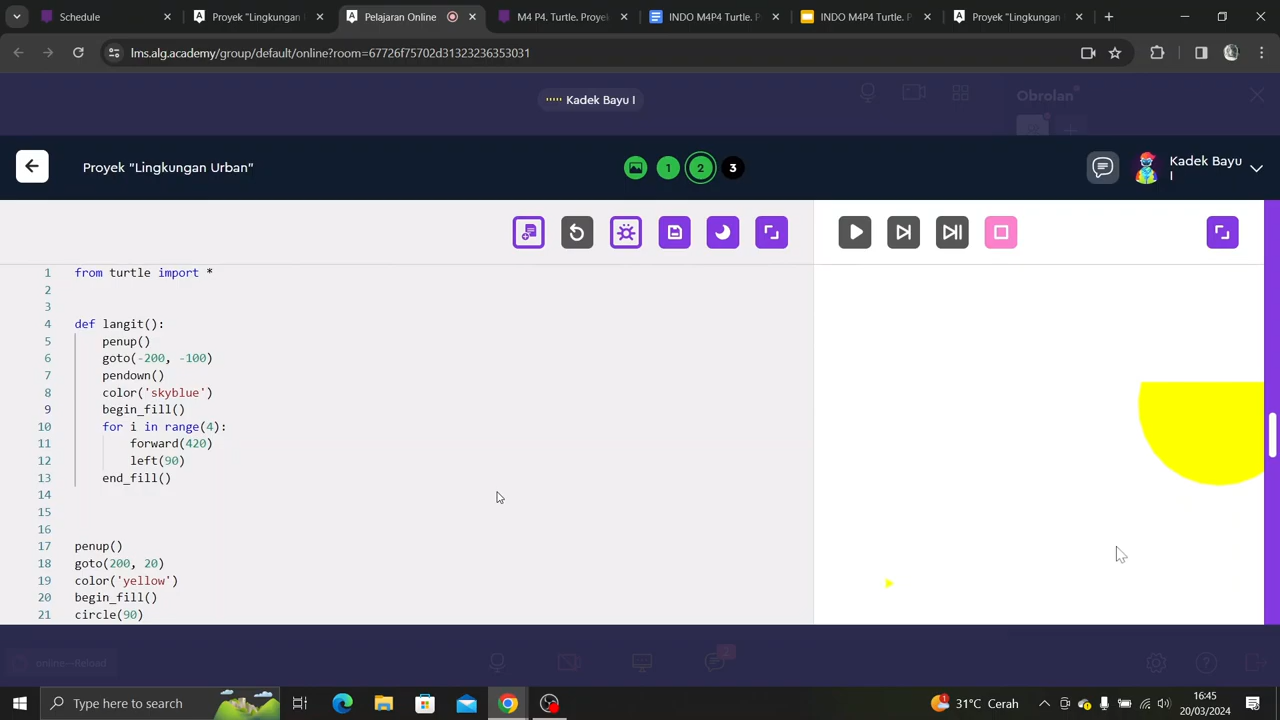 Schedule
Proyek "Lingkungan
Pelajaran Online
M4 P4. Turtle. Proye
INDO M4P4 Turtle. P
INDO M4P4 Turtle. P
Proyek "Lingkungan
lms.alg.academy/group/default/online?room=67726f75702d31323236353031
Kadek Bayu I
Obrolan
Proyek "Lingkungan Urban"
1
2
3
Kadek Bayu
I
1 from turtle import *
2
3
4 def langit():
5 penup()
6 goto(-200, -100)
7 pendown()
8 color('skyblue')
9 begin_fill()
10 for i in range(4):
11 forward(420)
12 left(90)
13 end_fill()
14
15
16
17 penup()
18 goto(200, 20)
19 color('yellow')
20 begin_fill()
21 circle(90)
online--Reload
2
Type here to search
1
31°C Cerah
16:45
20/03/2024